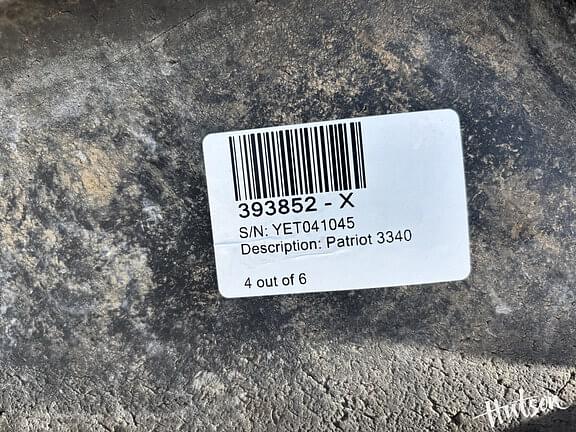 393852 - X
S/N: YET041045
Description: Patriot 3340
4 out of 6
Hutson